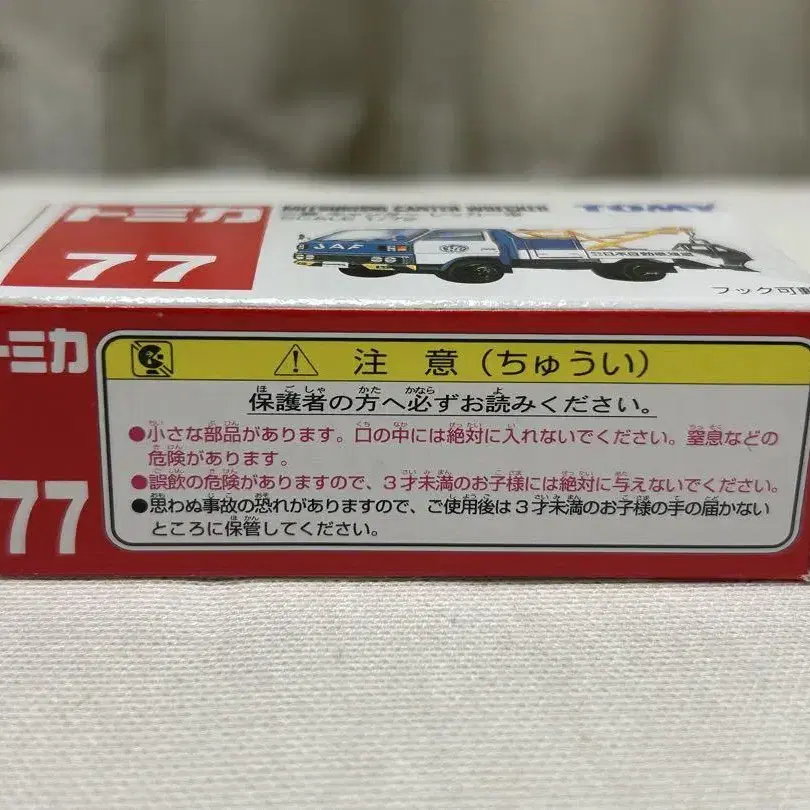 トミカ
77
MITSUBISHI CANTER WRECKER
TOMY
JAF
フック可動
トミカ
77
注 意 (ちゅうい)
保護者の方へ必ずお読みください。
●小さな部品があります。口の中には絶対に入れないでください。窒息などの
危険があります。
●誤飲の危険がありますので、3才未満のお子様には絶対に与えないでください。
●思わぬ事故の恐れがありますので、ご使用後は3才未満のお子様の手の届かない
ところに保管してください。